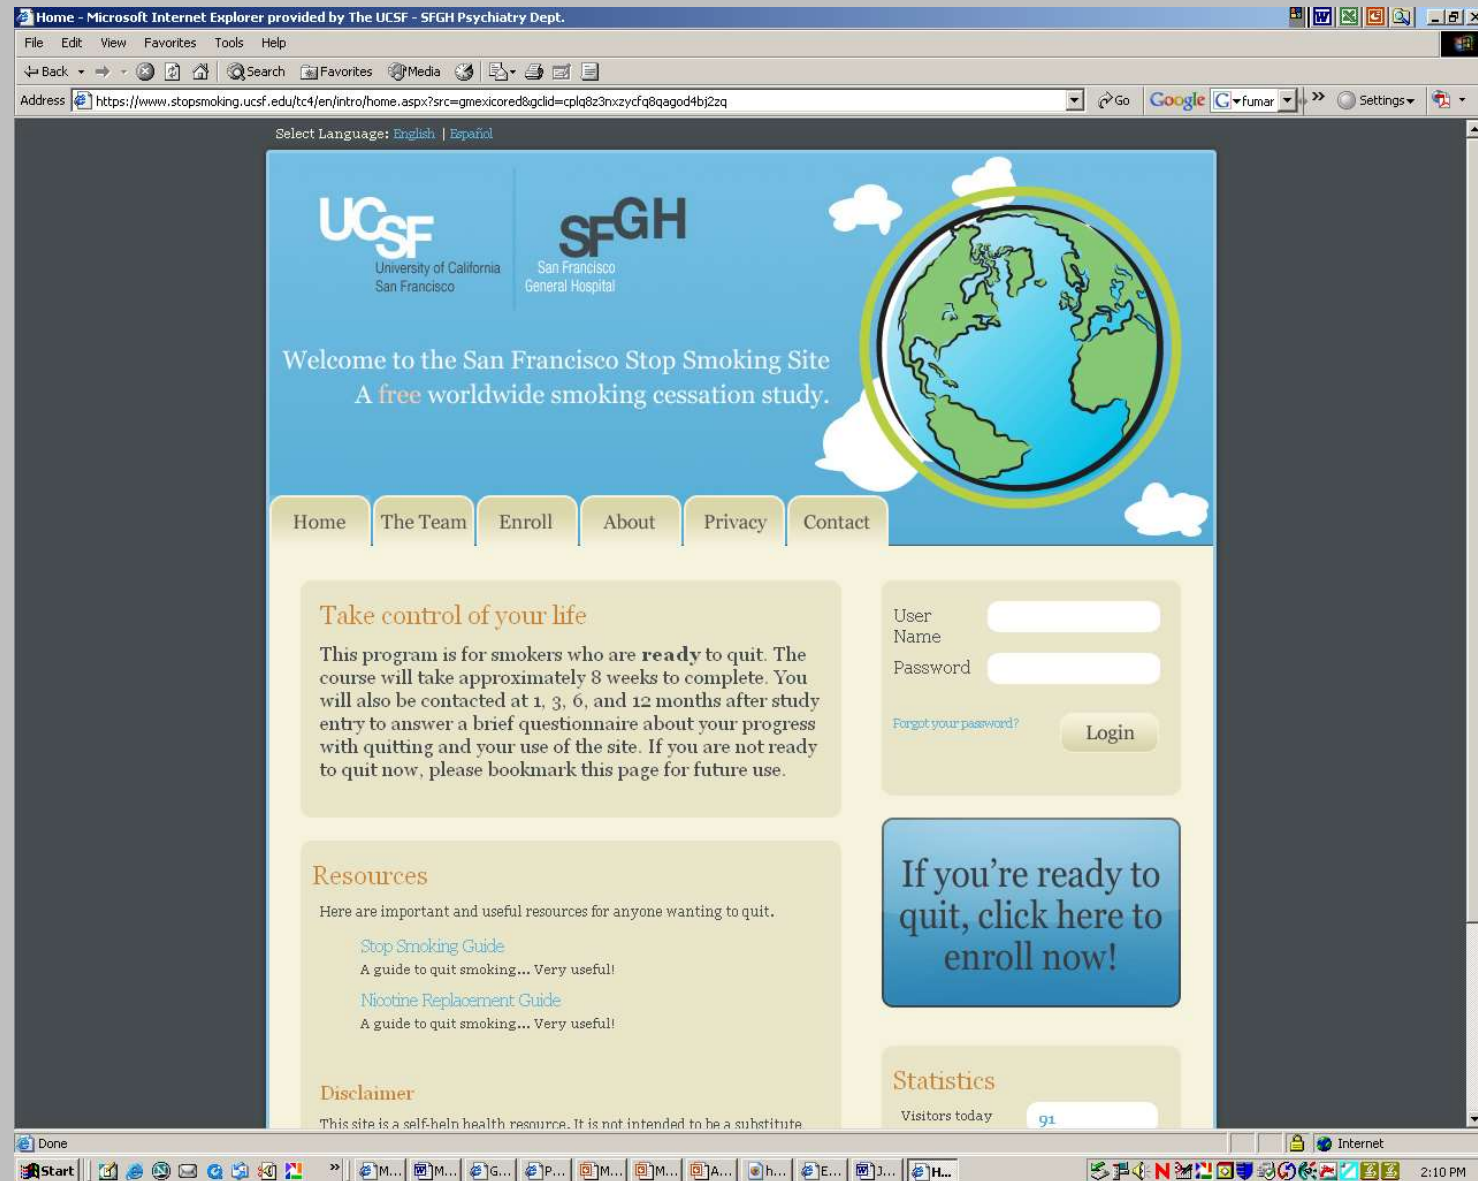 Home - Microsoft Internet Explorer provided by The UCSF - SFGH Psychiatry Dept.
File Edit View Favorites Tools Help
Back Search Favorites Media
Address https://www.stopsmoking.ucsf.edu/tc4/en/intro/home.aspx?src=gmexicored&gclid=cplq8z3nxzycfq8qagod4bj2zq Go Google G fumar >> Settings
Select Language: English | Español
UCSF
University of California
San Francisco
SFGH
San Francisco
General Hospital
Welcome to the San Francisco Stop Smoking Site
A free worldwide smoking cessation study.
Home The Team Enroll About Privacy Contact
Take control of your life
This program is for smokers who are ready to quit. The
course will take approximately 8 weeks to complete. You
will also be contacted at 1, 3, 6, and 12 months after study
entry to answer a brief questionnaire about your progress
with quitting and your use of the site. If you are not ready
to quit now, please bookmark this page for future use.
User
Name
Password
Forgot your password?
Login
If you're ready to
quit, click here to
enroll now!
Resources
Here are important and useful resources for anyone wanting to quit.
Stop Smoking Guide
A guide to quit smoking... Very useful!
Nicotine Replacement Guide
A guide to quit smoking... Very useful!
Disclaimer
This site is a self-help health resource. It is not intended to be a substitute
Statistics
Visitors today 91
Done Internet
Start >> M... M... G... P... M... M... A... h... E... J... H... 2:10 PM